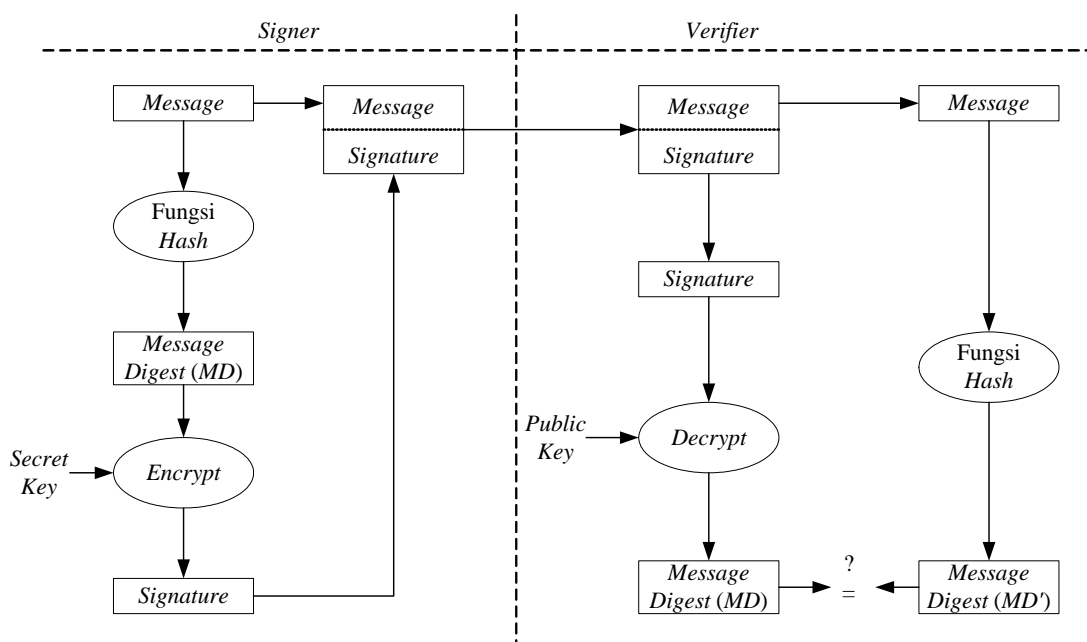 Signer
Verifier
Message
Message
Signature
Fungsi
Hash
Message
Digest (MD)
Secret
Key
Encrypt
Signature
Message
Signature
Message
Signature
Fungsi
Hash
Public
Key
Decrypt
Message
Digest (MD)
?
=
Message
Digest (MD')